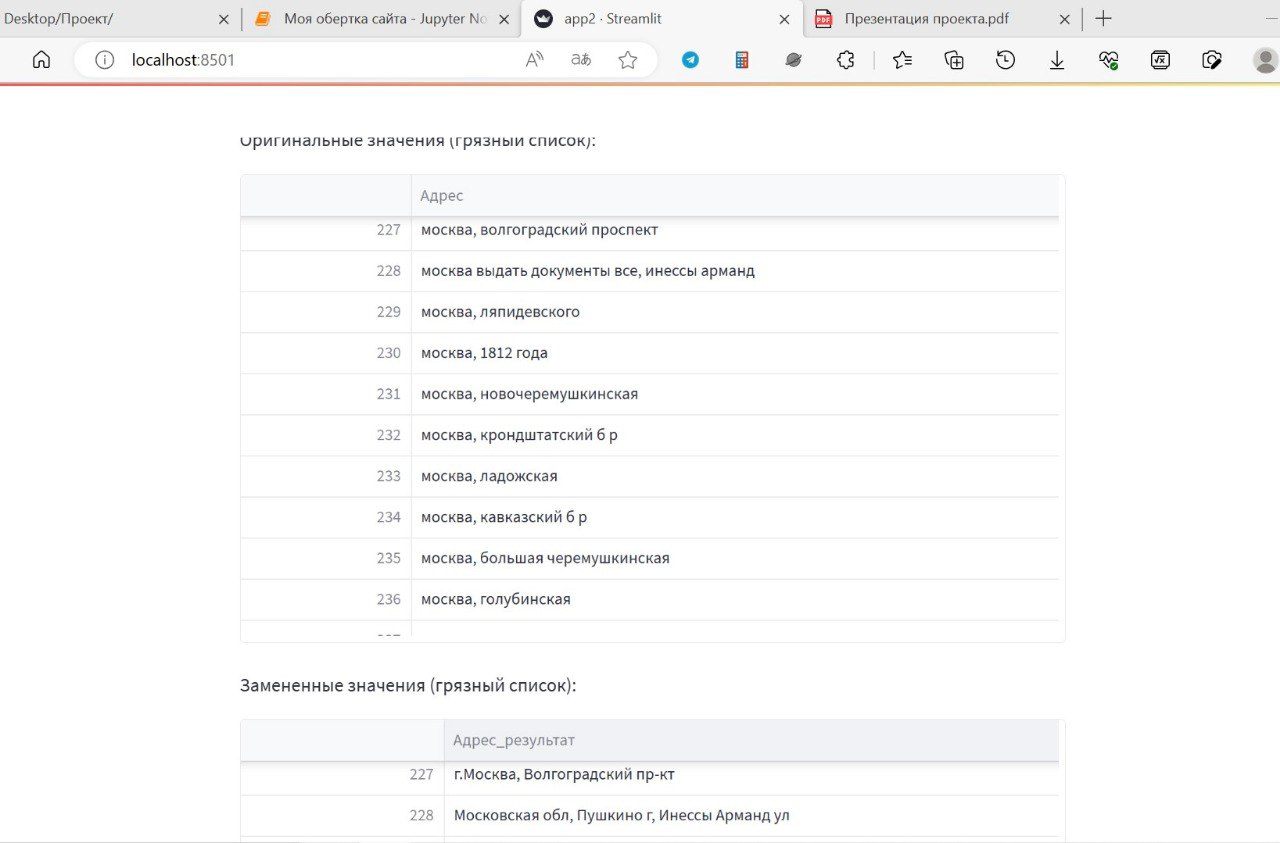 Desktop/Проект/
Моя обертка сайта - Jupyter No
app2 · Streamlit
PDF
Презентация проекта.pdf
localhost:8501
Оригинальные значения (грязный список):
Адрес
227 москва, волгоградский проспект
228 москва выдать документы все, инессы арманд
229 москва, ляпидевского
230 москва, 1812 года
231 москва, новочеремушкинская
232 москва, крондштатский б р
233 москва, ладожская
234 москва, кавказский б р
235 москва, большая черемушкинская
236 москва, голубинская
Замененные значения (грязный список):
Адрес_результат
227 г.Москва, Волгоградский пр-кт
228 Московская обл, Пушкино г, Инессы Арманд ул